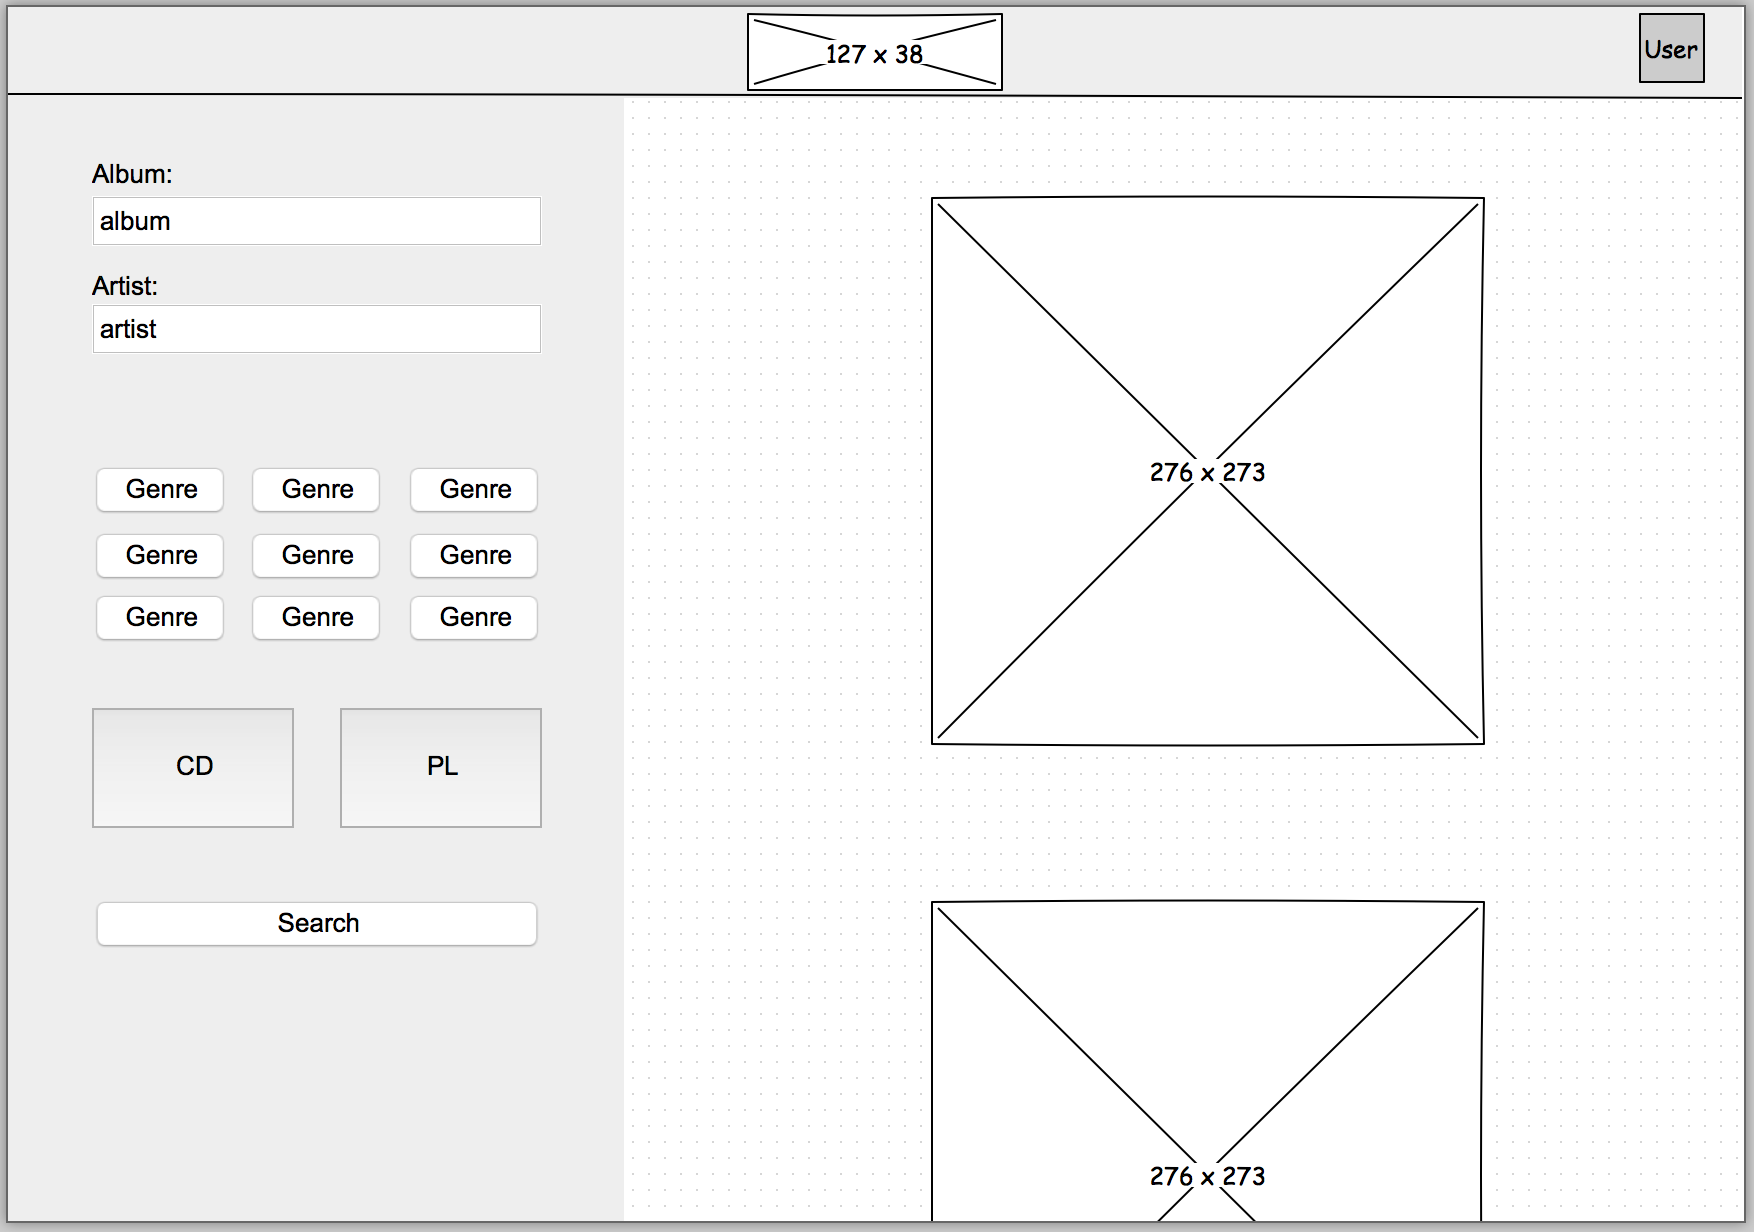 127 x 38
User
Album:
album
Artist:
artist
Genre Genre Genre
Genre Genre Genre
Genre Genre Genre
CD PL
Search
276 x 273
276 x 273